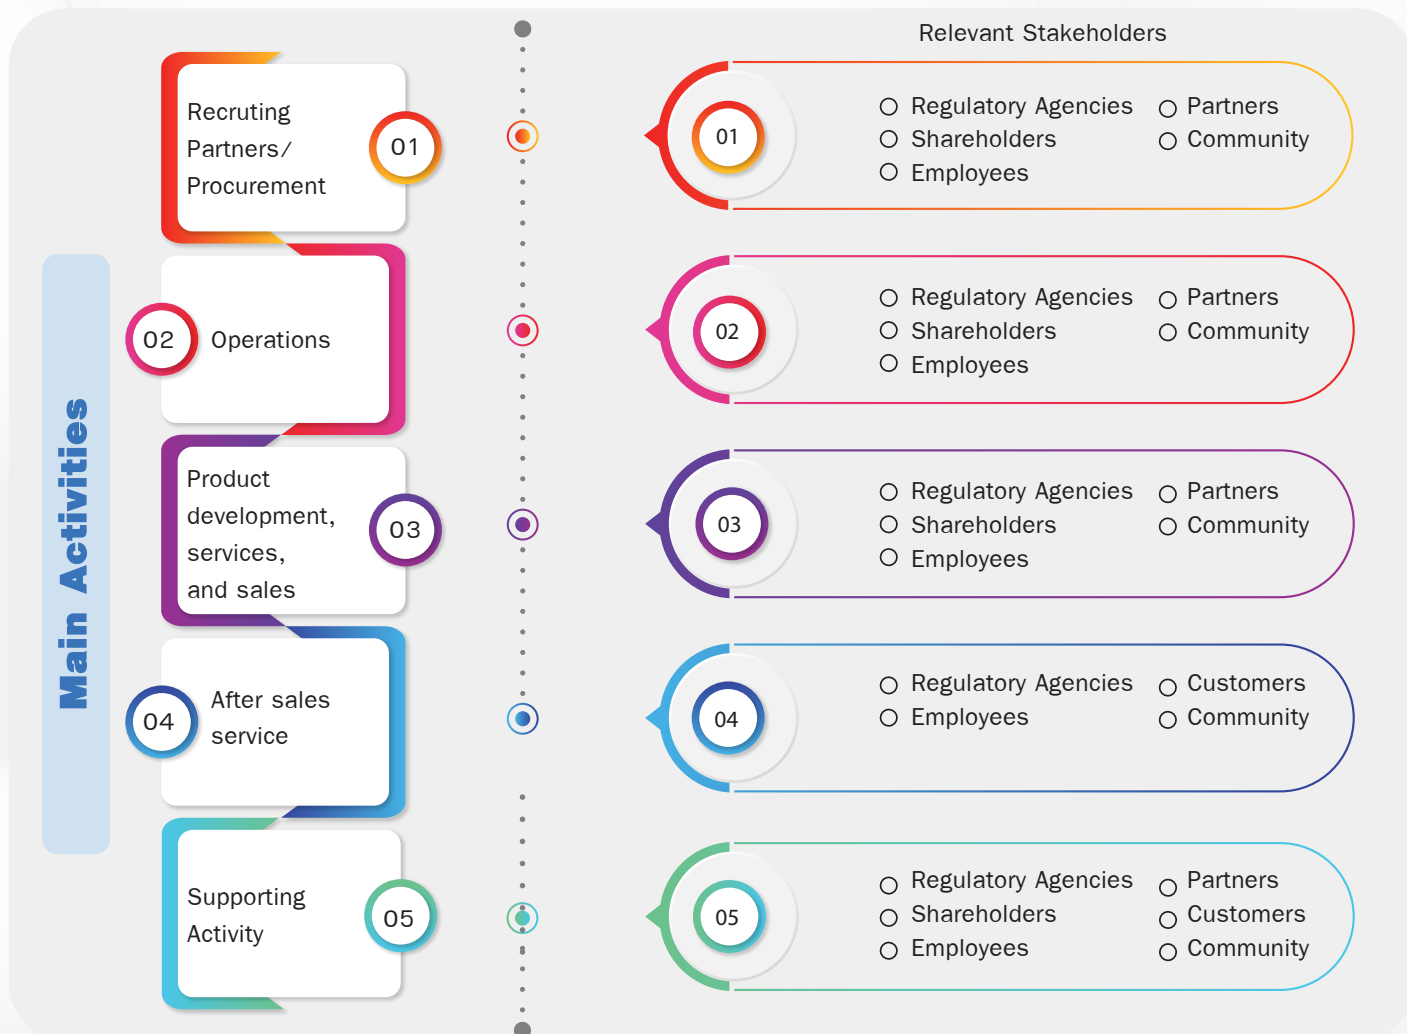 Relevant Stakeholders
Main Activities
Recruting
Partners/
Procurement
01
01
Regulatory Agencies
Shareholders
Employees
Partners
Community
02
Operations
02
Regulatory Agencies
Shareholders
Employees
Partners
Community
Product
development,
services,
and sales
03
03
Regulatory Agencies
Shareholders
Employees
Partners
Community
04
After sales
service
04
Regulatory Agencies
Employees
Customers
Community
Supporting
Activity
05
05
Regulatory Agencies
Shareholders
Employees
Partners
Customers
Community